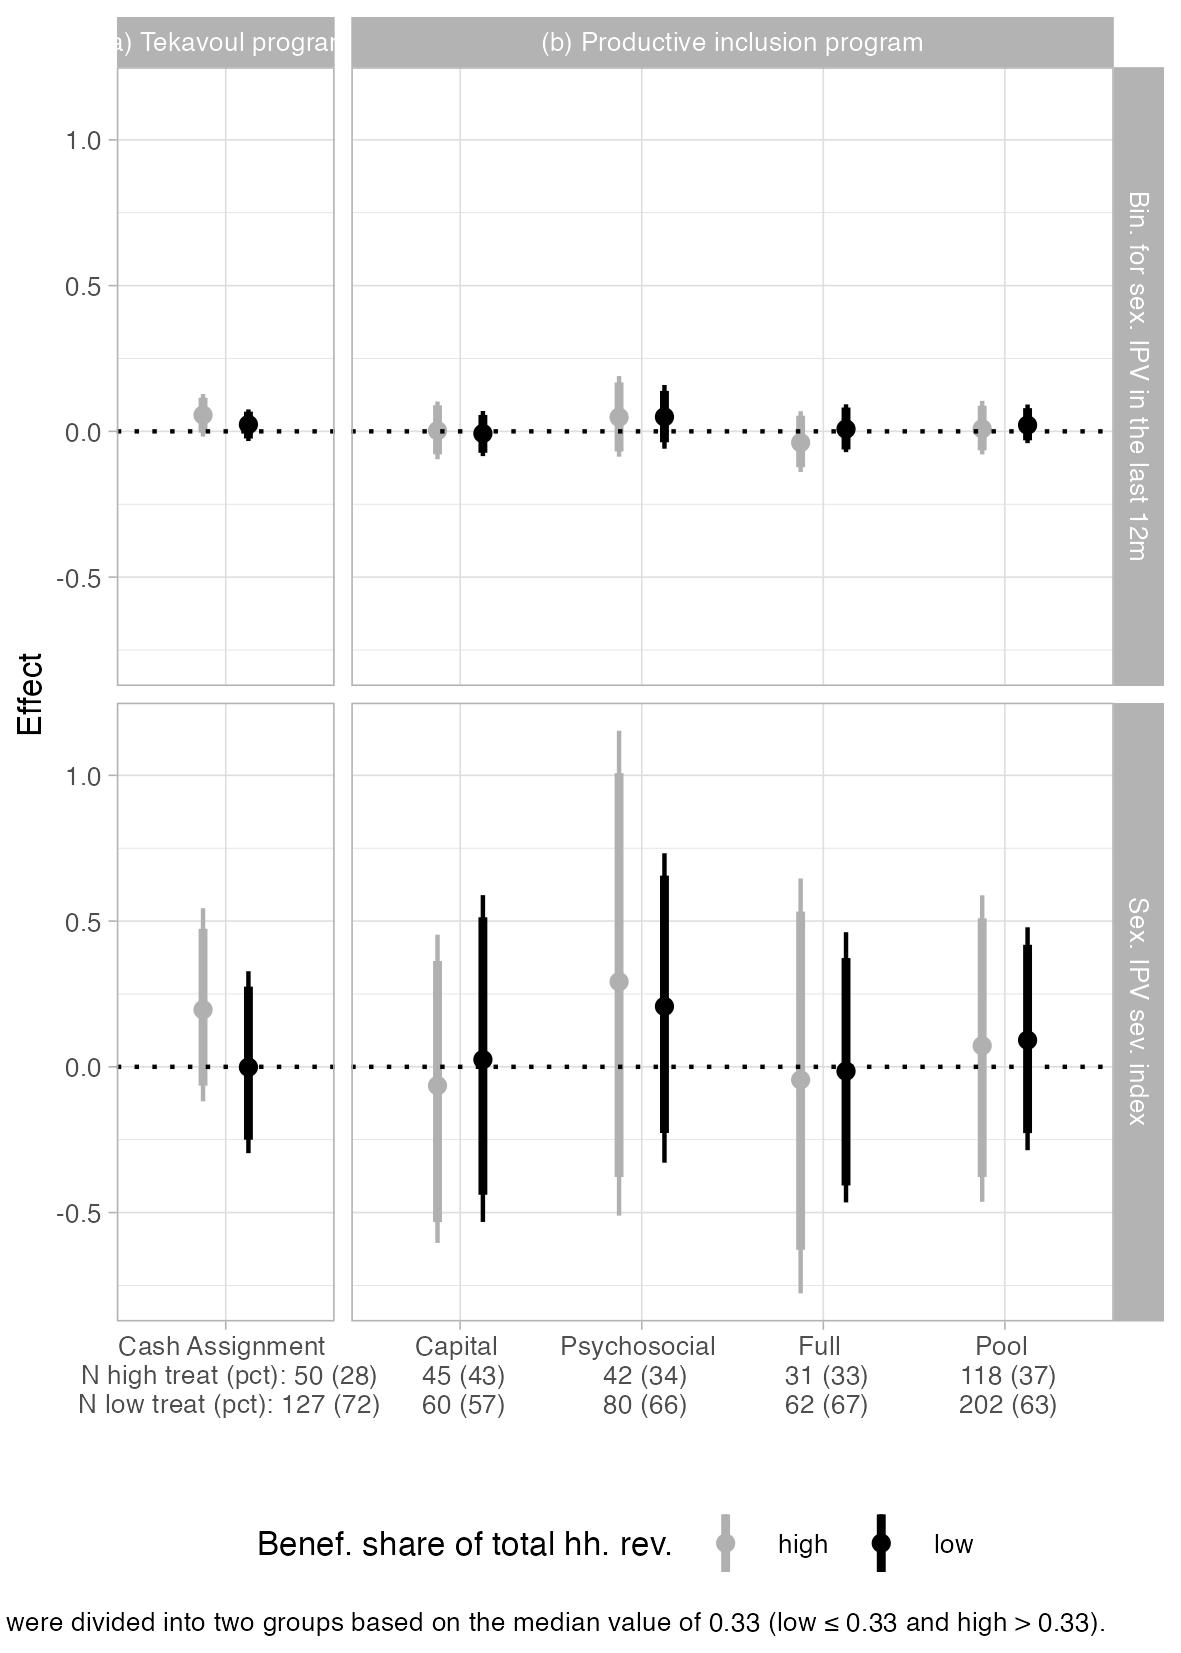 a) Tekavoul program
(b) Productive inclusion program
Bin. for sex. IPV in the last 12m
1.0
0.5
0.0
-0.5
Effect
Sex. IPV sev. index
1.0
0.5
0.0
-0.5
Cash Assignment Capital Psychosocial Full Pool
N high treat (pct): 50 (28) 45 (43) 42 (34) 31 (33) 118 (37)
N low treat (pct): 127 (72) 60 (57) 80 (66) 62 (67) 202 (63)
Benef. share of total hh. rev. high low
were divided into two groups based on the median value of 0.33 (low ≤ 0.33 and high > 0.33).